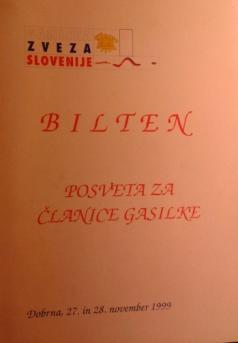 ZVEZA
SLOVENIJE
BILTEN
POSVETA ZA
ČLANICE GASILKE
Dobrna, 27. in 28. november 1999